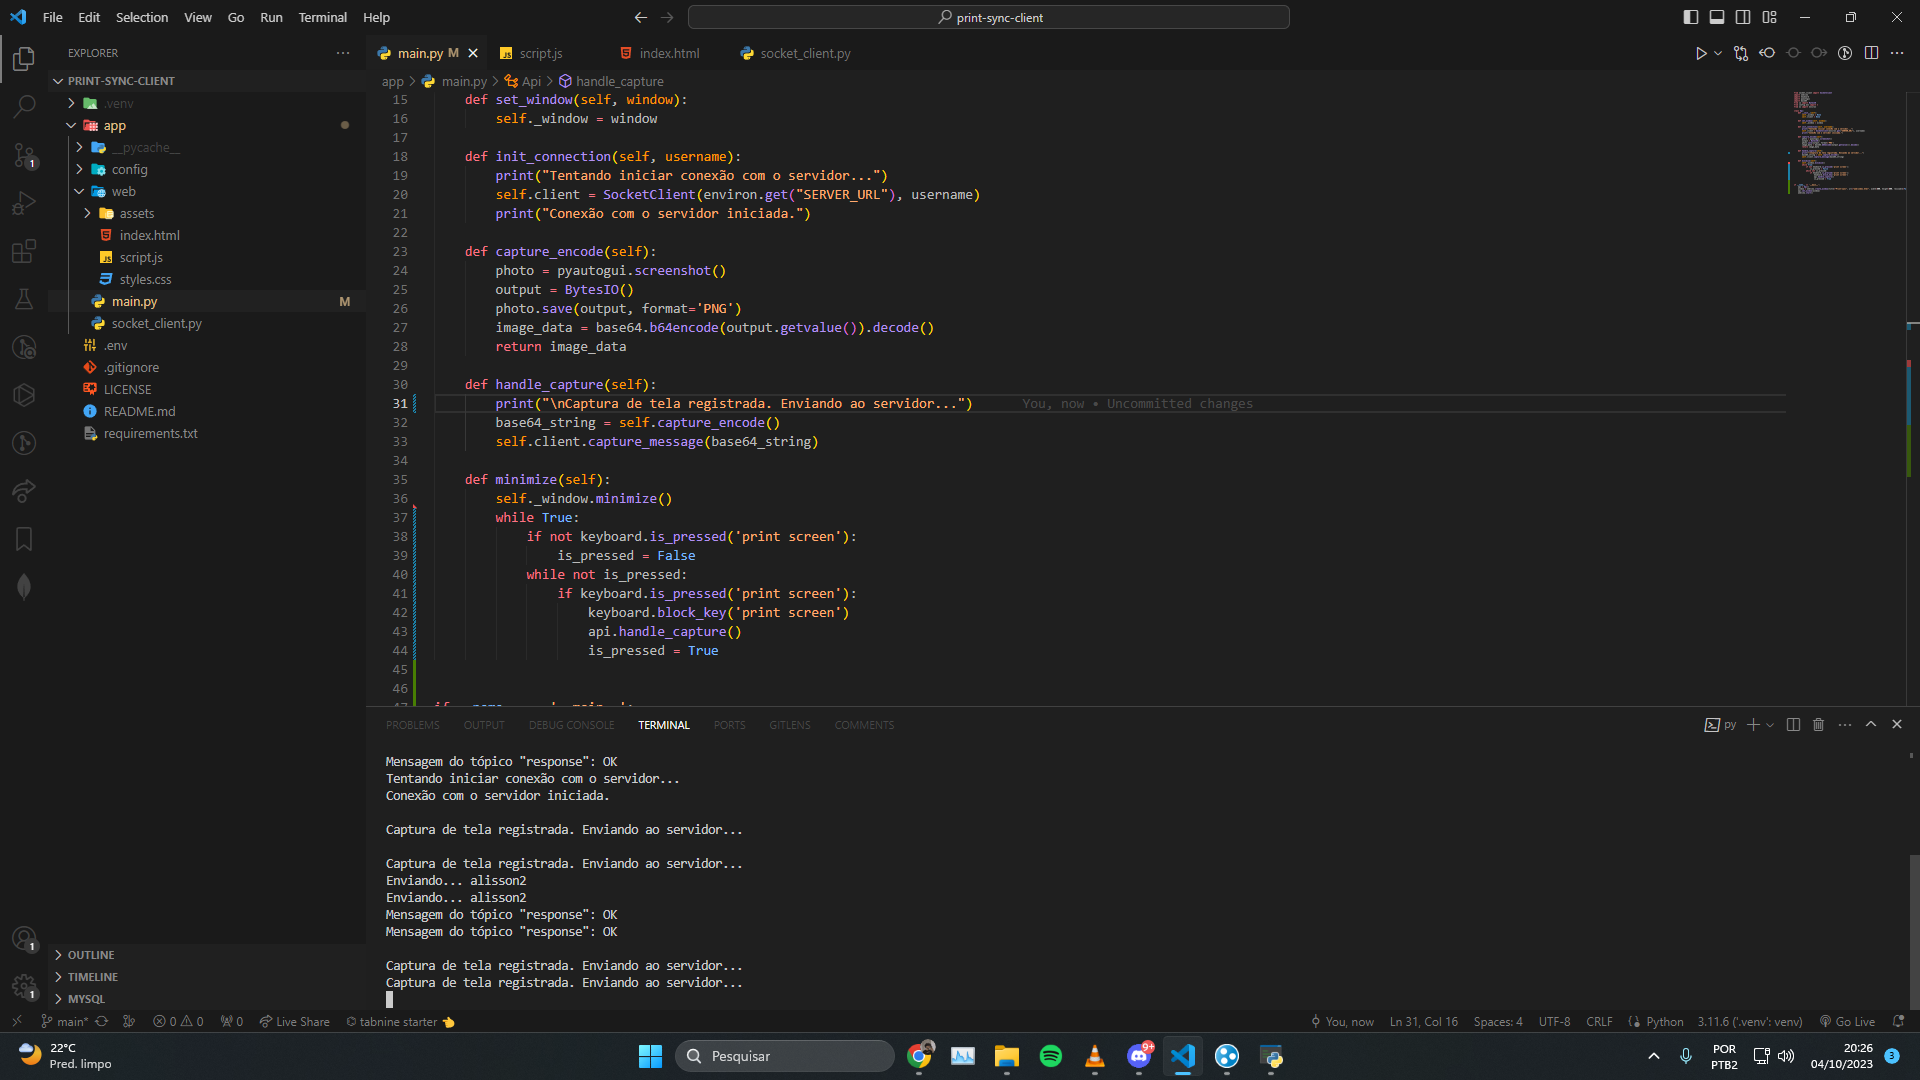 File Edit Selection View Go Run Terminal Help
print-sync-client
EXPLORER
PRINT-SYNC-CLIENT
.venv
app
__pycache__
config
web
assets
index.html
script.js
styles.css
main.py M
socket_client.py
.env
.gitignore
LICENSE
README.md
requirements.txt
OUTLINE
TIMELINE
MYSQL
main.py M
script.js
index.html
socket_client.py
app > main.py > Api > handle_capture
15 def set_window(self, window):
16 self._window = window
17
18 def init_connection(self, username):
19 print("Tentando iniciar conexão com o servidor...")
20 self.client = SocketClient(environ.get("SERVER_URL"), username)
21 print("Conexão com o servidor iniciada.")
22
23 def capture_encode(self):
24 photo = pyautogui.screenshot()
25 output = BytesIO()
26 photo.save(output, format='PNG')
27 image_data = base64.b64encode(output.getvalue()).decode()
28 return image_data
29
30 def handle_capture(self):
31 print("\nCaptura de tela registrada. Enviando ao servidor...") You, now • Uncommitted changes
32 base64_string = self.capture_encode()
33 self.client.capture_message(base64_string)
34
35 def minimize(self):
36 self._window.minimize()
37 while True:
38 if not keyboard.is_pressed('print screen'):
39 is_pressed = False
40 while not is_pressed:
41 if keyboard.is_pressed('print screen'):
42 keyboard.block_key('print screen')
43 api.handle_capture()
44 is_pressed = True
45
46
PROBLEMS OUTPUT DEBUG CONSOLE TERMINAL PORTS GITLENS COMMENTS
py
Mensagem do tópico "response": OK
Tentando iniciar conexão com o servidor...
Conexão com o servidor iniciada.
Captura de tela registrada. Enviando ao servidor...
Captura de tela registrada. Enviando ao servidor...
Enviando... alisson2
Enviando... alisson2
Mensagem do tópico "response": OK
Mensagem do tópico "response": OK
Captura de tela registrada. Enviando ao servidor...
Captura de tela registrada. Enviando ao servidor...
main* 0 0 0 Live Share tabnine starter
You, now Ln 31, Col 16 Spaces: 4 UTF-8 CRLF Python 3.11.6 ('.venv': venv) Go Live
22°C
Pred. limpo
Pesquisar
9+
POR
PTB2
20:26
04/10/2023
3